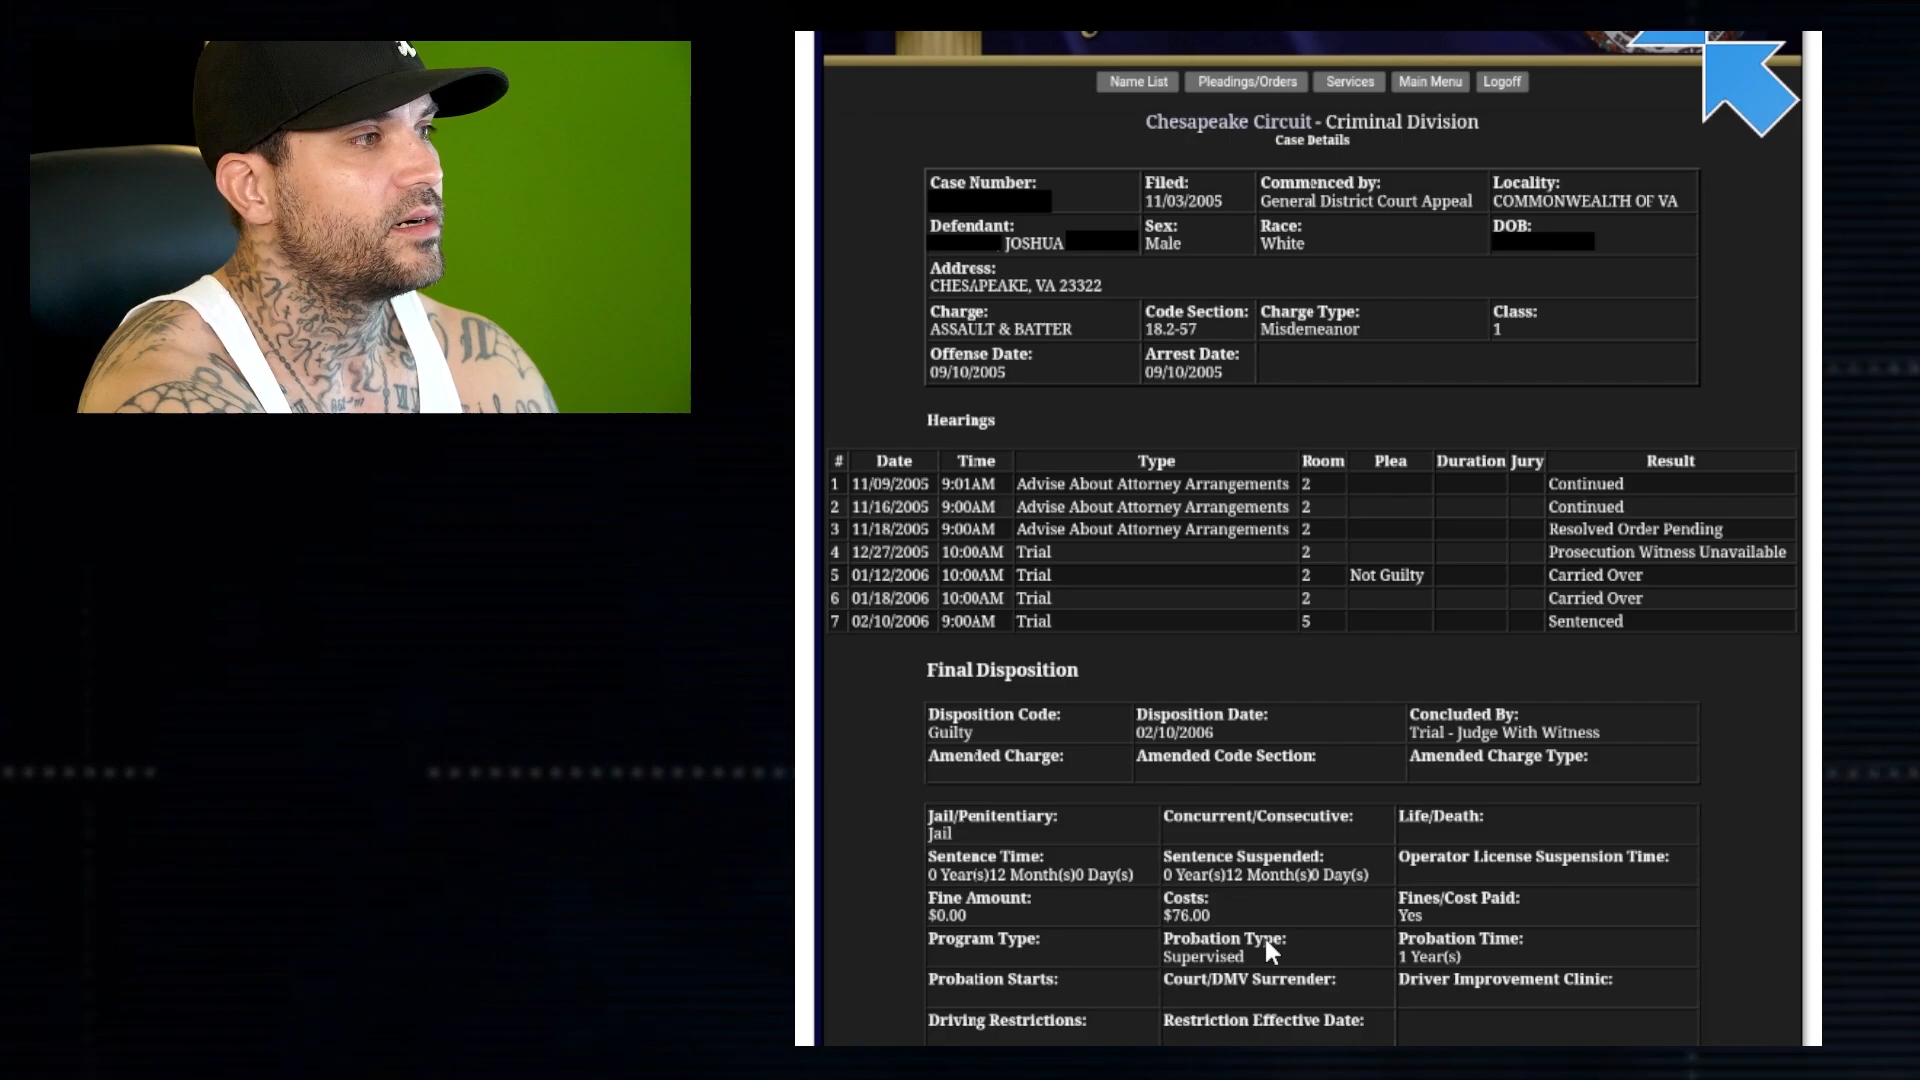 Name List Pleadings/Orders Services Main Menu Logoff
Chesapeake Circuit - Criminal Division
Case Details
Case Number: Filed: Commenced by: Locality:
11/03/2005 General District Court Appeal COMMONWEALTH OF VA
Defendant: Sex: Race: DOB:
JOSHUA Male White
Address:
CHESAPEAKE, VA 23322
Charge: Code Section: Charge Type: Class:
ASSAULT & BATTER 18.2-57 Misdemeanor 1
Offense Date: Arrest Date:
09/10/2005 09/10/2005
Hearings
# Date Time Type Room Plea Duration Jury Result
1 11/09/2005 9:01AM Advise About Attorney Arrangements 2 Continued
2 11/16/2005 9:00AM Advise About Attorney Arrangements 2 Continued
3 11/18/2005 9:00AM Advise About Attorney Arrangements 2 Resolved Order Pending
4 12/27/2005 10:00AM Trial 2 Prosecution Witness Unavailable
5 01/12/2006 10:00AM Trial 2 Not Guilty Carried Over
6 01/18/2006 10:00AM Trial 2 Carried Over
7 02/10/2006 9:00AM Trial 5 Sentenced
Final Disposition
Disposition Code: Disposition Date: Concluded By:
Guilty 02/10/2006 Trial - Judge With Witness
Amended Charge: Amended Code Section: Amended Charge Type:
Jail/Penitentiary: Concurrent/Consecutive: Life/Death:
Jail
Sentence Time: Sentence Suspended: Operator License Suspension Time:
0 Year(s)12 Month(s)0 Day(s) 0 Year(s)12 Month(s)0 Day(s)
Fine Amount: Costs: Fines/Cost Paid:
$0.00 $76.00 Yes
Program Type: Probation Type: Probation Time:
Supervised 1 Year(s)
Probation Starts: Court/DMV Surrender: Driver Improvement Clinic:
Driving Restrictions: Restriction Effective Date: